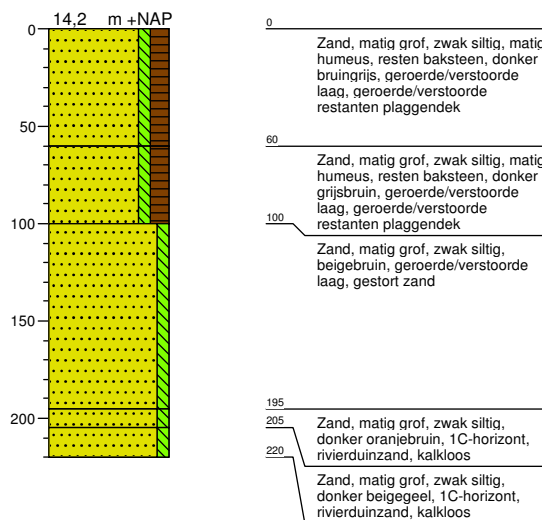 14,2 m +NAP
0
50
100
150
200
0
Zand, matig grof, zwak siltig, matig
humeus, resten baksteen, donker
bruingrijs, geroerde/verstoorde
laag, geroerde/verstoorde
restanten plaggendek
60
Zand, matig grof, zwak siltig, matig
humeus, resten baksteen, donker
grijsbruin, geroerde/verstoorde
laag, geroerde/verstoorde
restanten plaggendek
100
Zand, matig grof, zwak siltig,
beigebruin, geroerde/verstoorde
laag, gestort zand
195
205
Zand, matig grof, zwak siltig,
donker oranjebruin, 1C-horizont,
rivierduinzand, kalkloos
220
Zand, matig grof, zwak siltig,
donker beigegeel, 1C-horizont,
rivierduinzand, kalkloos